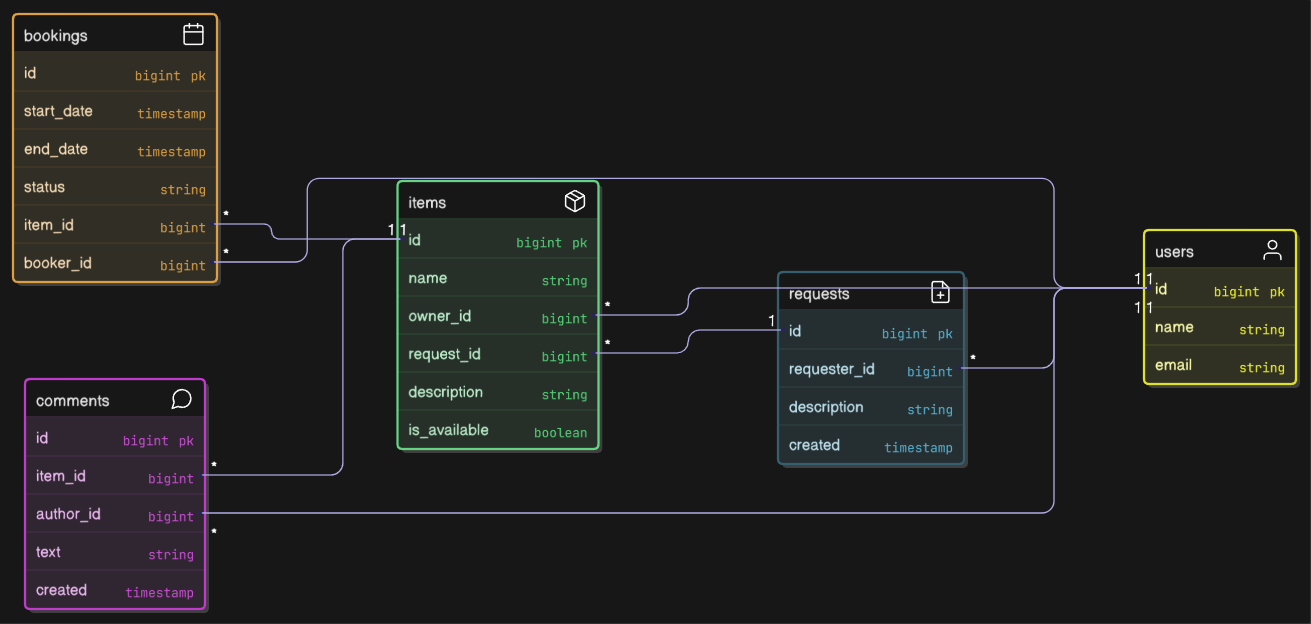 bookings
id bigint pk
start_date timestamp
end_date timestamp
status string
item_id bigint *
booker_id bigint *
items
1 1
id bigint pk
name string
owner_id bigint *
request_id bigint *
description string
is_available boolean
requests
1
id bigint pk
requester_id bigint *
description string
created timestamp
users
1 1
id bigint pk
1 1
name string
email string
comments
id bigint pk
item_id bigint *
author_id bigint *
text string
created timestamp